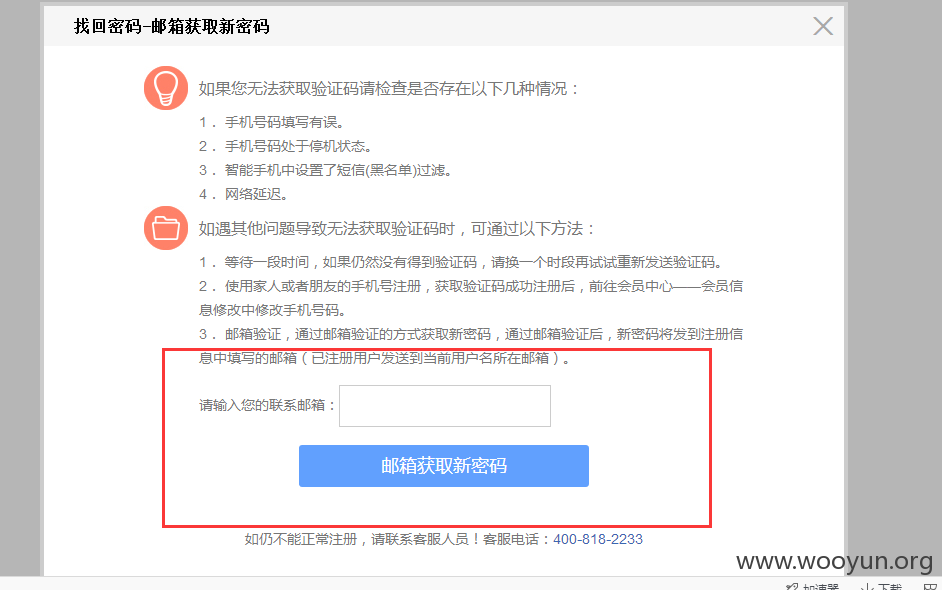 找回密码-邮箱获取新密码
如果您无法获取验证码请检查是否存在以下几种情况：
1． 手机号码填写有误。
2． 手机号码处于停机状态。
3． 智能手机中设置了短信(黑名单)过滤。
4． 网络延迟。
如遇其他问题导致无法获取验证码时，可通过以下方法：
1． 等待一段时间，如果仍然没有得到验证码，请换一个时段再试试重新发送验证码。
2． 使用家人或者朋友的手机号注册，获取验证码成功注册后，前往会员中心——会员信
息修改中修改手机号码。
3． 邮箱验证，通过邮箱验证的方式获取新密码，通过邮箱验证后，新密码将发到注册信
息中填写的邮箱（已注册用户发送到当前用户名所在邮箱）。
请输入您的联系邮箱：
邮箱获取新密码
如仍不能正常注册，请联系客服人员！客服电话：400-818-2233
www.wooyun.org
加速器 下载